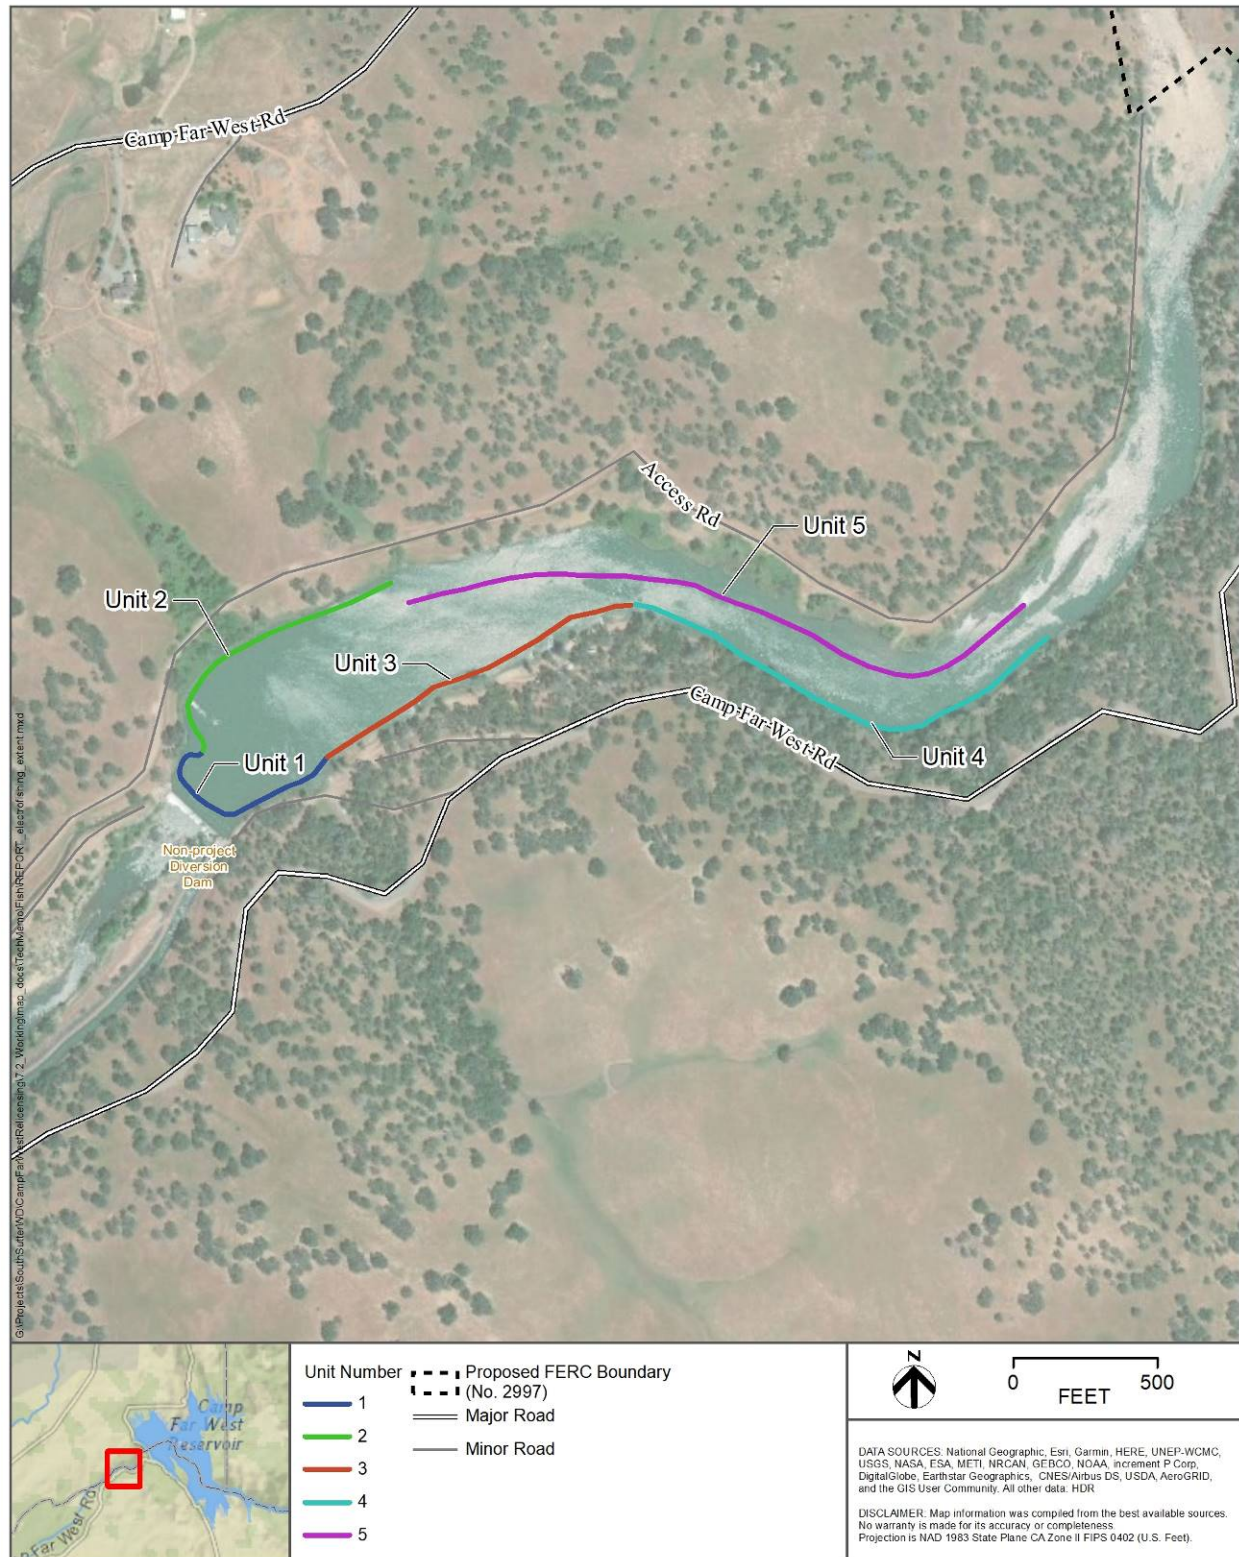 Camp-Far-West-Rd
Access Rd
Unit 5
Unit 2
Unit 3
Camp-Far-West-Rd
Unit 4
Unit 1
Non-project
Diversion
Dam
G:\Projects\SouthSutterWD\CampFarWestRelicensing\7.2_Working\map_docs\TechMemo\Fish\REPORT_electrofishing_extent.mxd
Camp
Far West
Reservoir
Far West Rd
Unit Number
1
2
3
4
5
Proposed FERC Boundary
(No. 2997)
Major Road
Minor Road
N
0 500
FEET
DATA SOURCES: National Geographic, Esri, Garmin, HERE, UNEP-WCMC,
USGS, NASA, ESA, METI, NRCAN, GEBCO, NOAA, increment P Corp,
DigitalGlobe, Earthstar Geographics, CNES/Airbus DS, USDA, AeroGRID,
and the GIS User Community. All other data: HDR
DISCLAIMER: Map information was compiled from the best available sources.
No warranty is made for its accuracy or completeness.
Projection is NAD 1983 State Plane CA Zone II FIPS 0402 (U.S. Feet).